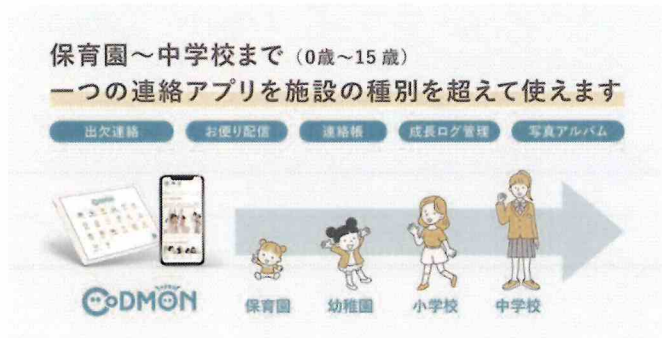 保育園～中学校まで（0歳～15歳）
一つの連絡アプリを施設の種別を超えて使えます
出欠連絡 お便り配信 連絡帳 成長ログ管理 写真アルバム
CoDMON
保育園 幼稚園 小学校 中学校